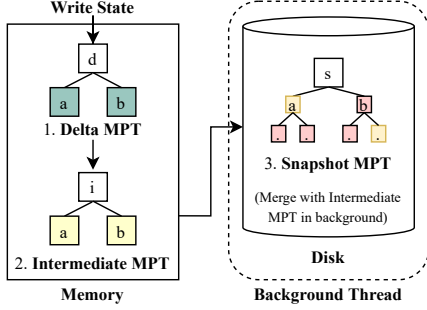 Write State
d
a b
1. Delta MPT
i
a b
2. Intermediate MPT
Memory
s
a b
. . . .
3. Snapshot MPT
(Merge with Intermediate
MPT in background)
Disk
Background Thread